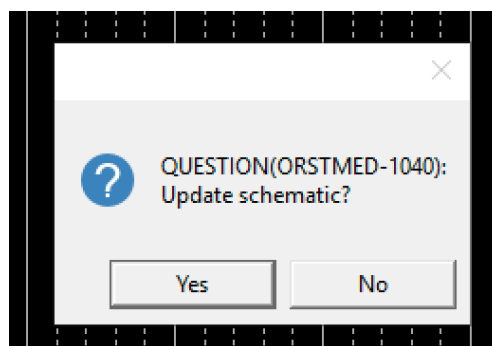 QUESTION(ORSTMED-1040):
Update schematic?
Yes
No